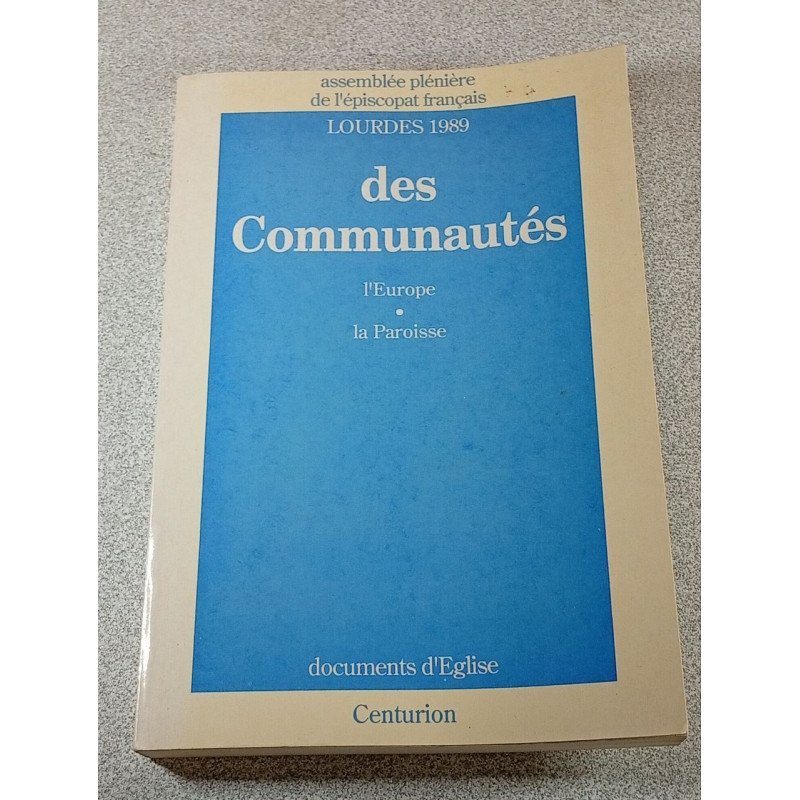 assemblée plénière
de l'épiscopat français
LOURDES 1989
des
Communautés
l'Europe
•
la Paroisse
documents d'Eglise
Centurion